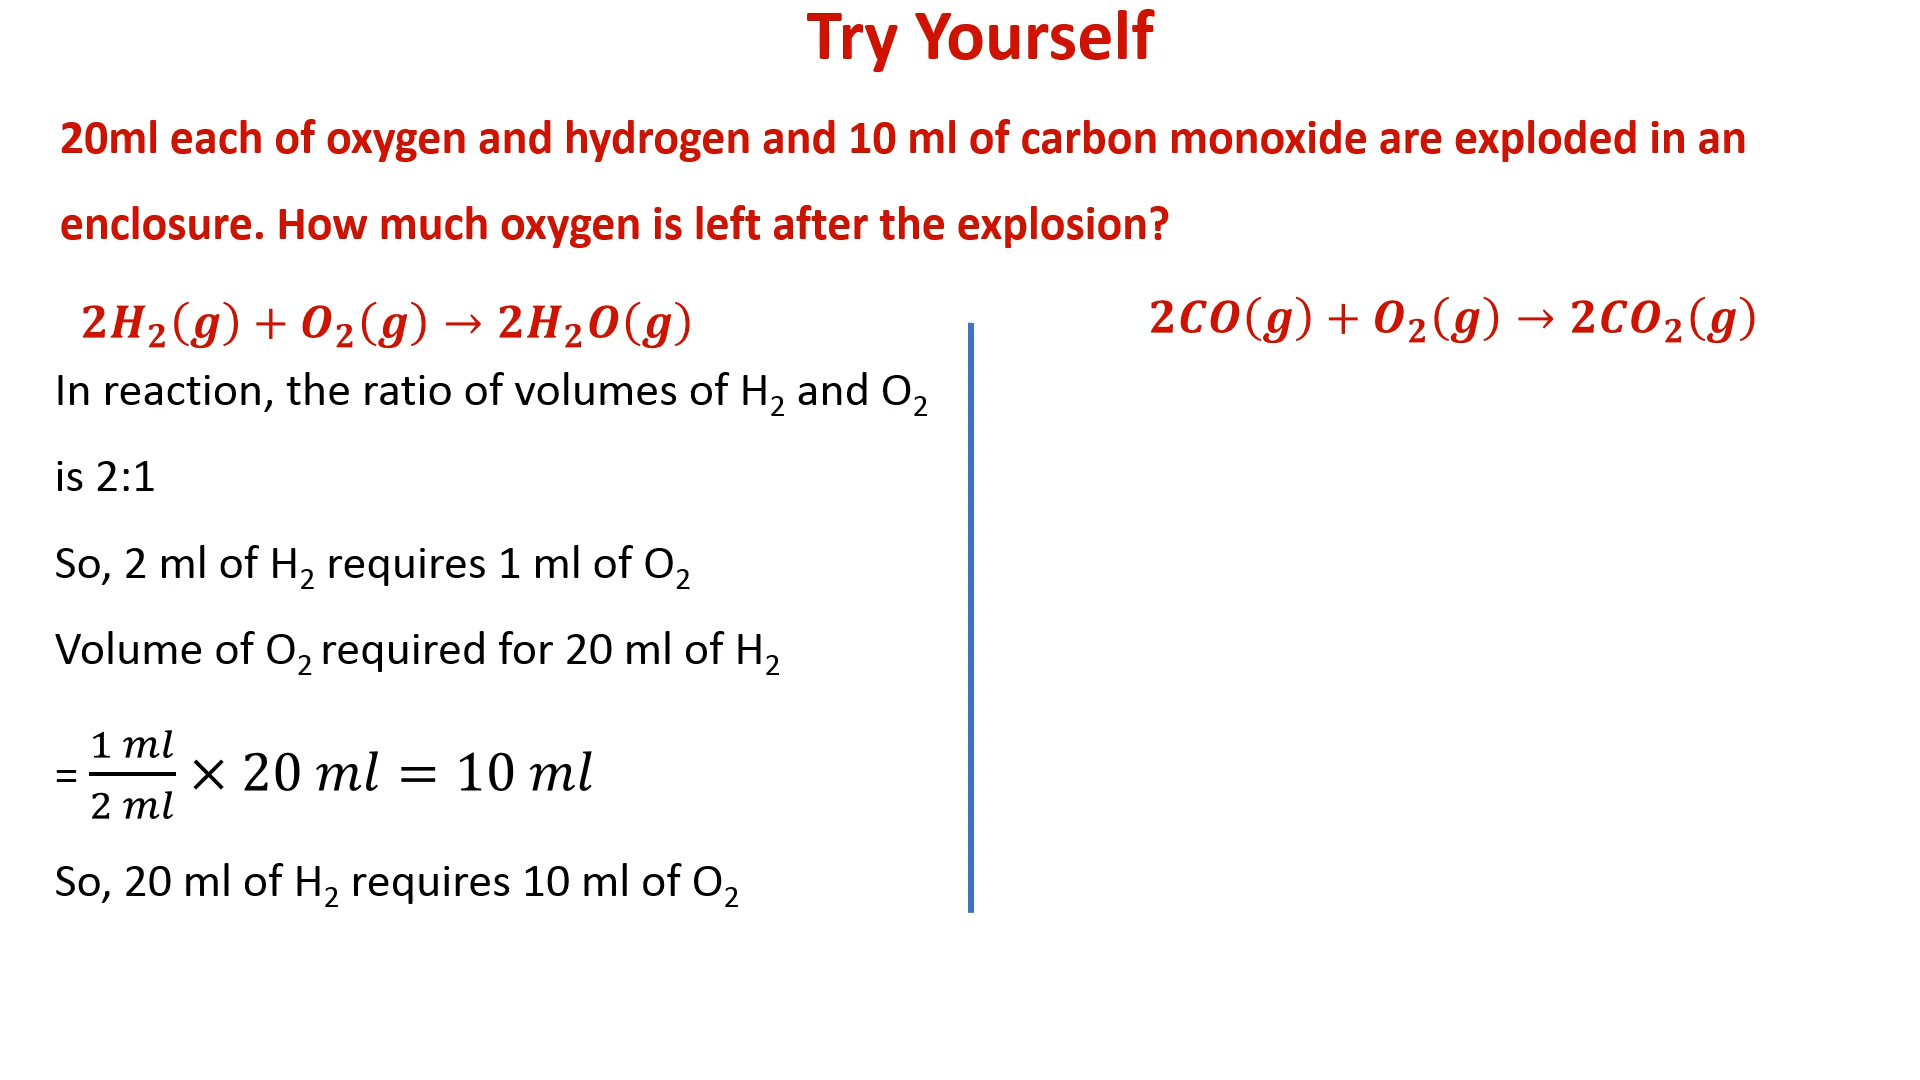 Try Yourself
20ml each of oxygen and hydrogen and 10 ml of carbon monoxide are exploded in an
enclosure. How much oxygen is left after the explosion?
2H₂(g) + O₂(g) → 2H₂O(g)
In reaction, the ratio of volumes of H₂ and O₂
is 2:1
So, 2 ml of H₂ requires 1 ml of O₂
Volume of O₂ required for 20 ml of H₂
= 1 ml / 2 ml × 20 ml = 10 ml
So, 20 ml of H₂ requires 10 ml of O₂
2CO(g) + O₂(g) → 2CO₂(g)